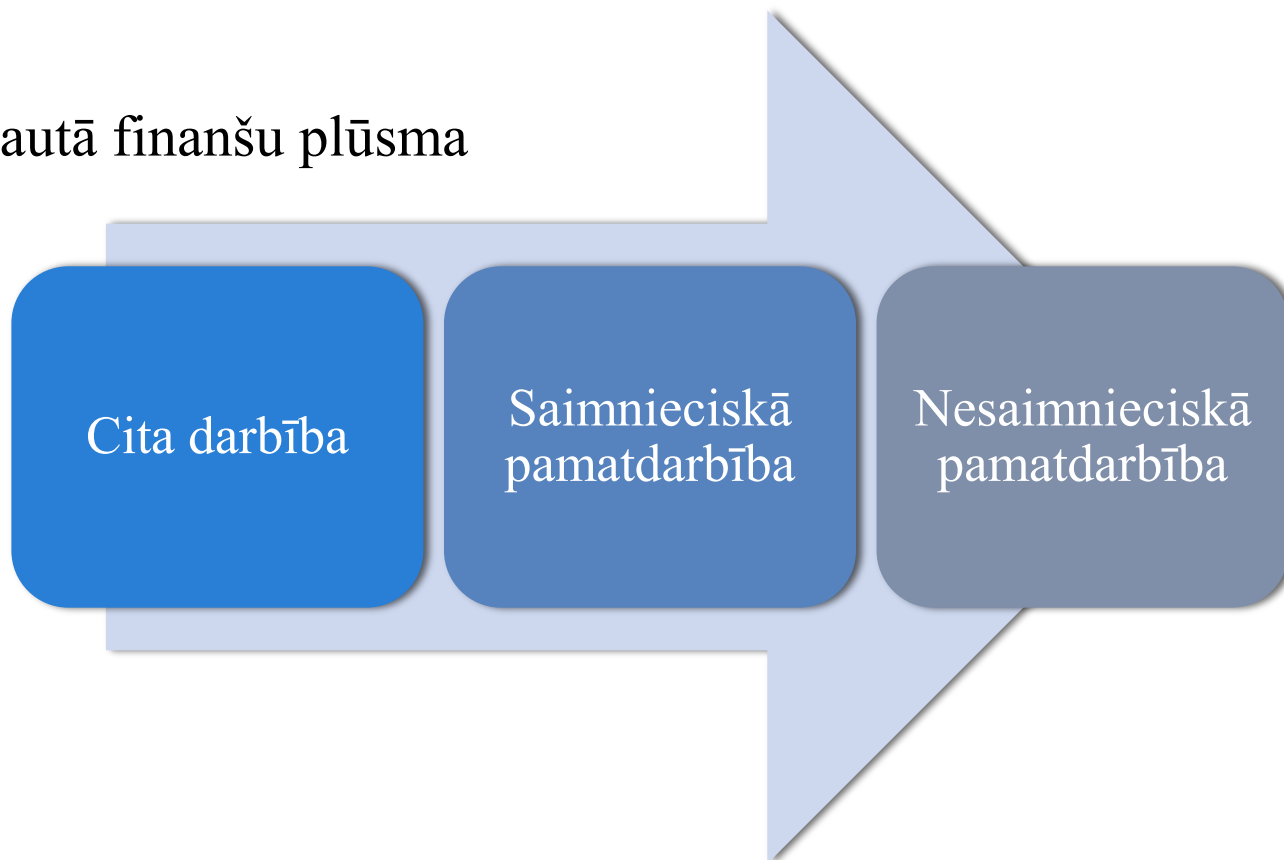 autā finanšu plūsma
Cita darbība
Saimnieciskā
pamatdarbība
Nesaimnieciskā
pamatdarbība